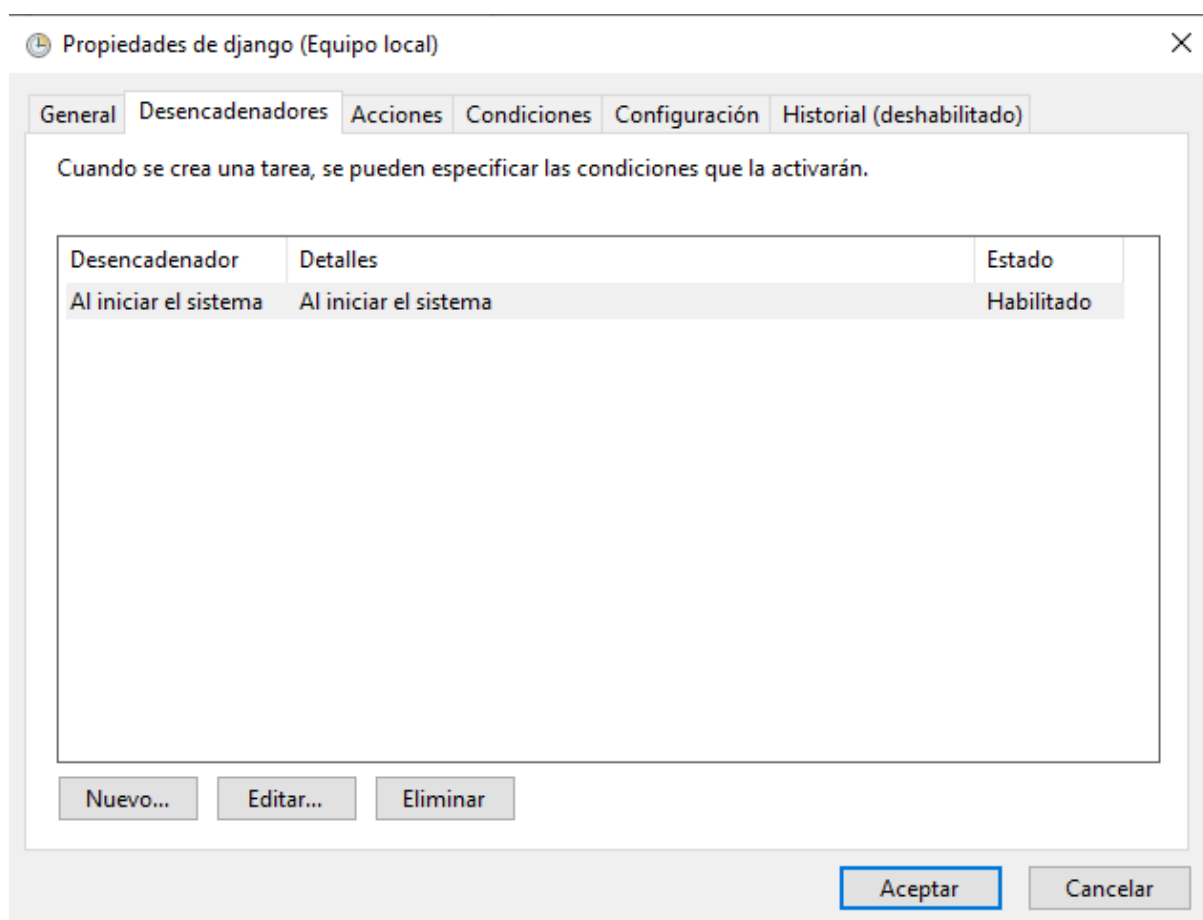 Propiedades de django (Equipo local)
General Desencadenadores Acciones Condiciones Configuración Historial (deshabilitado)
Cuando se crea una tarea, se pueden especificar las condiciones que la activarán.
Desencadenador Detalles Estado
Al iniciar el sistema Al iniciar el sistema Habilitado
Nuevo... Editar... Eliminar
Aceptar Cancelar